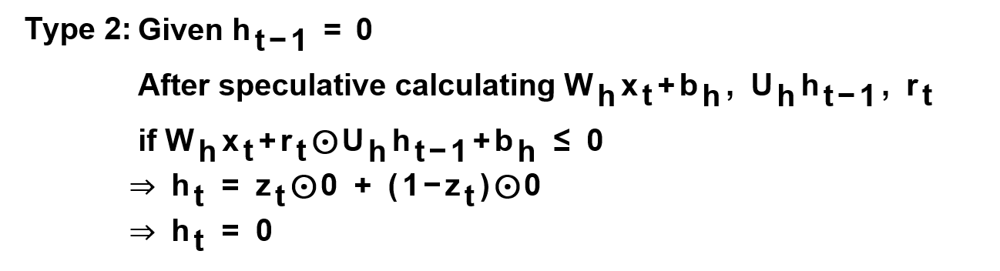 Type 2: Given h_{t−1} = 0
After speculative calculating W_h x_t+b_h, U_h h_{t−1}, r_t
if W_h x_t+r_t⊙U_h h_{t−1}+b_h ≤ 0
⇒ h_t = z_t⊙0 + (1−z_t)⊙0
⇒ h_t = 0